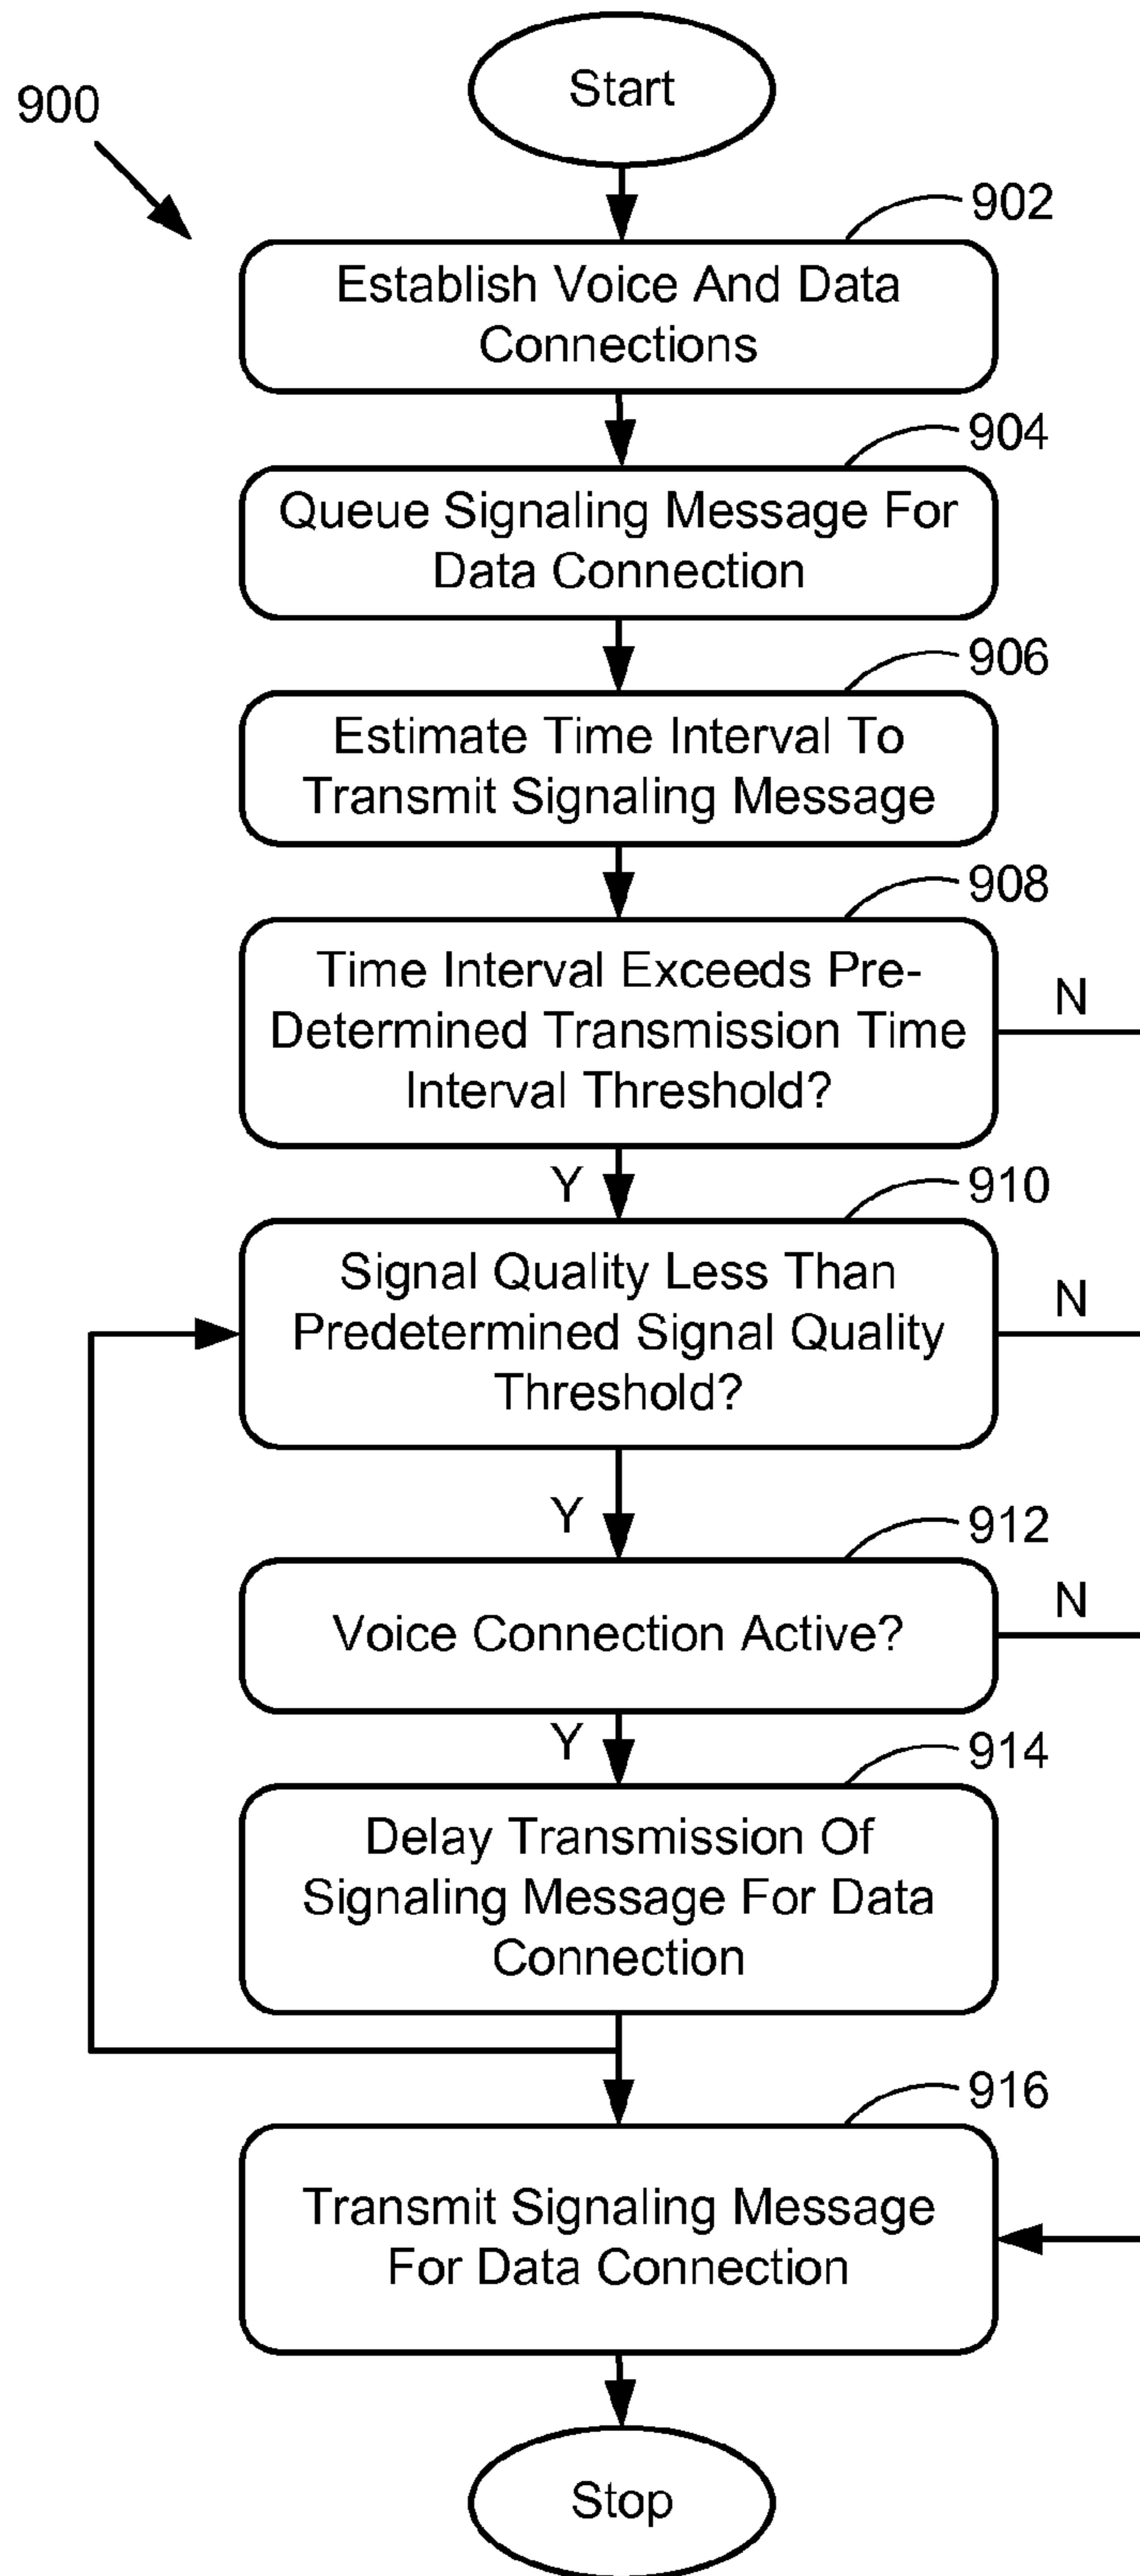 Start
900
902
Establish Voice And Data
Connections
904
Queue Signaling Message For
Data Connection
906
Estimate Time Interval To
Transmit Signaling Message
908
Time Interval Exceeds Pre-
Determined Transmission Time
Interval Threshold?
N
Y
910
Signal Quality Less Than
Predetermined Signal Quality
Threshold?
N
Y
912
Voice Connection Active?
N
Y
914
Delay Transmission Of
Signaling Message For Data
Connection
916
Transmit Signaling Message
For Data Connection
Stop